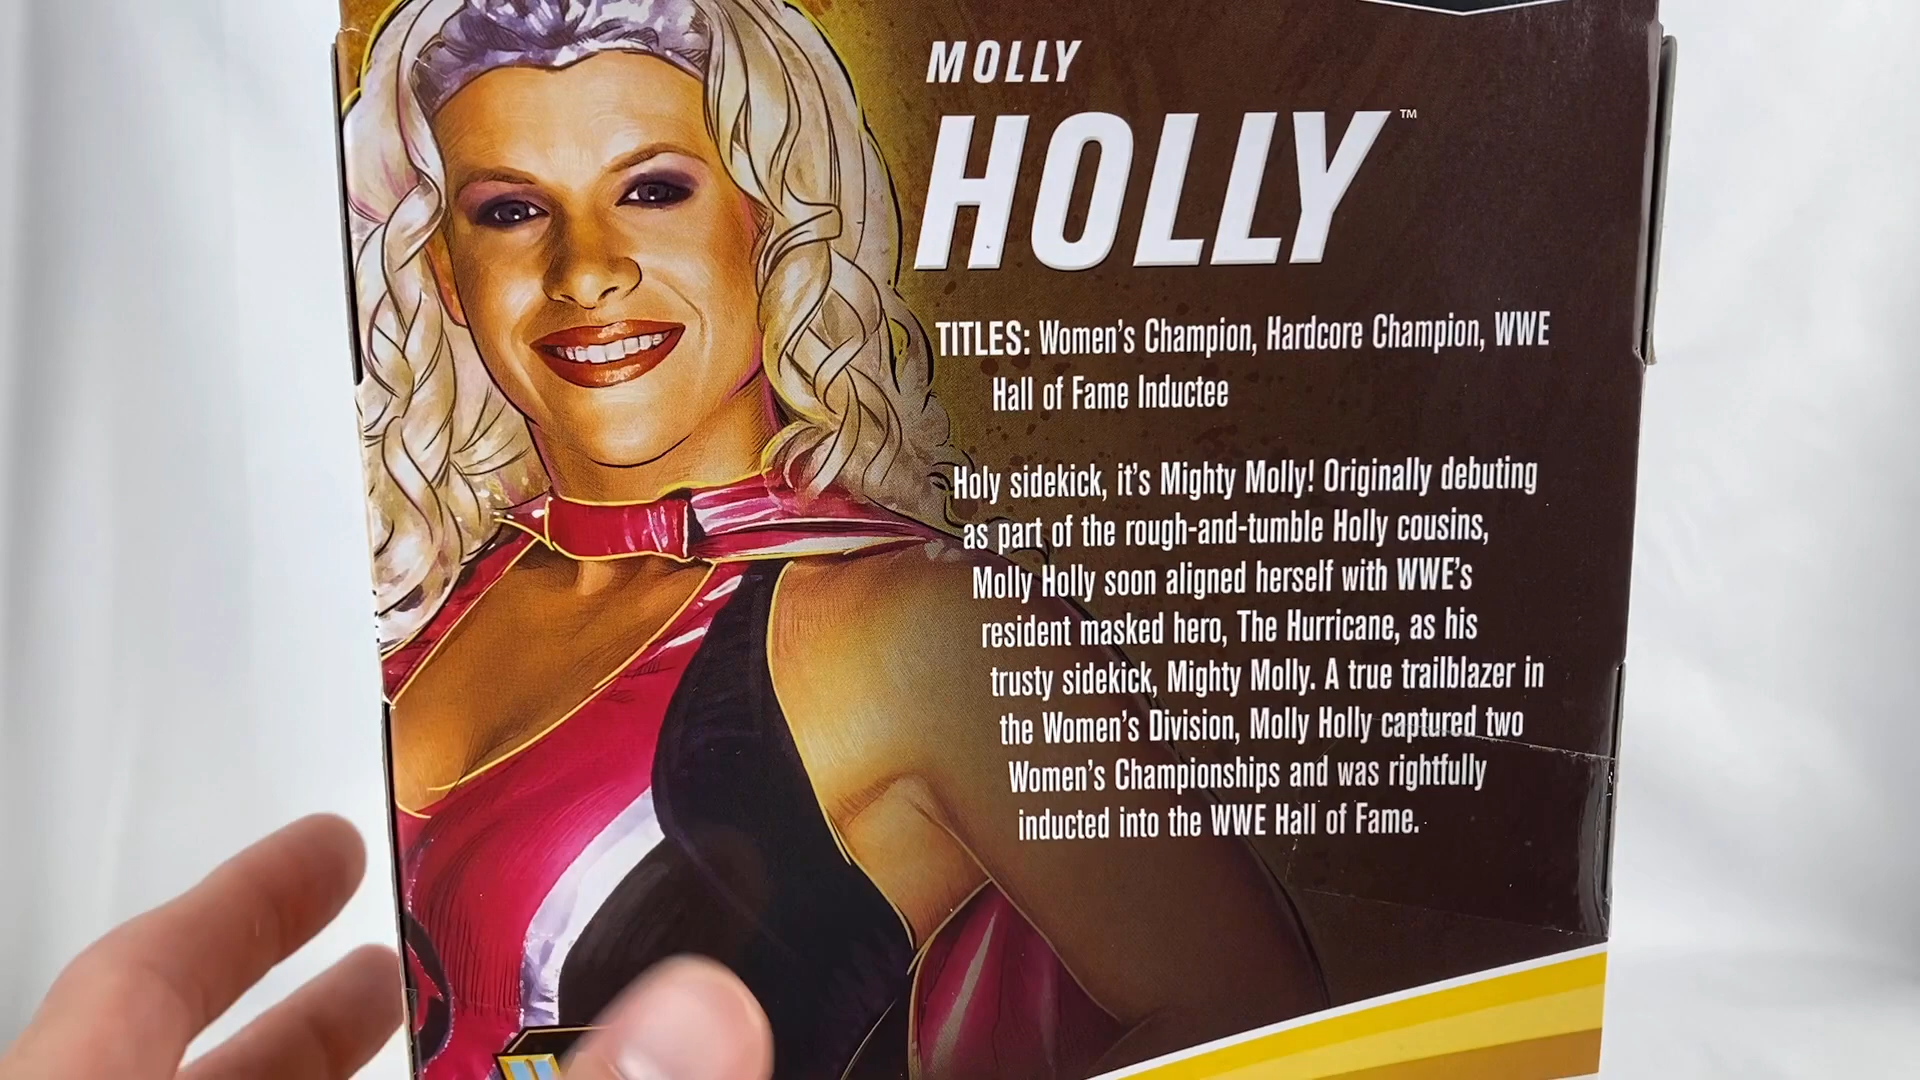 MOLLY
HOLLY™
TITLES: Women's Champion, Hardcore Champion, WWE
Hall of Fame Inductee
Holy sidekick, it's Mighty Molly! Originally debuting
as part of the rough-and-tumble Holly cousins,
Molly Holly soon aligned herself with WWE's
resident masked hero, The Hurricane, as his
trusty sidekick, Mighty Molly. A true trailblazer in
the Women's Division, Molly Holly captured two
Women's Championships and was rightfully
inducted into the WWE Hall of Fame.